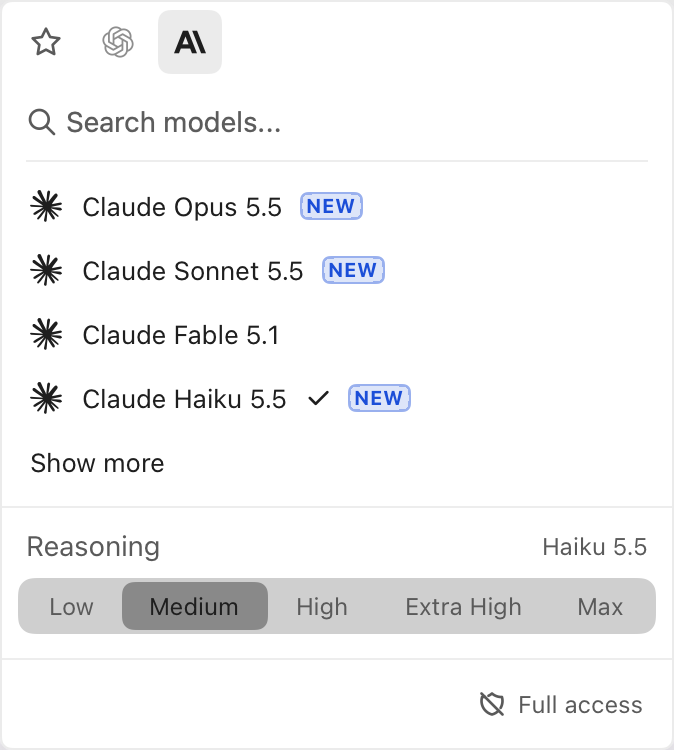 Search models...
Claude Opus 5.5 NEW
Claude Sonnet 5.5 NEW
Claude Fable 5.1
Claude Haiku 5.5 NEW
Show more
Reasoning Haiku 5.5
Low Medium High Extra High Max
Full access